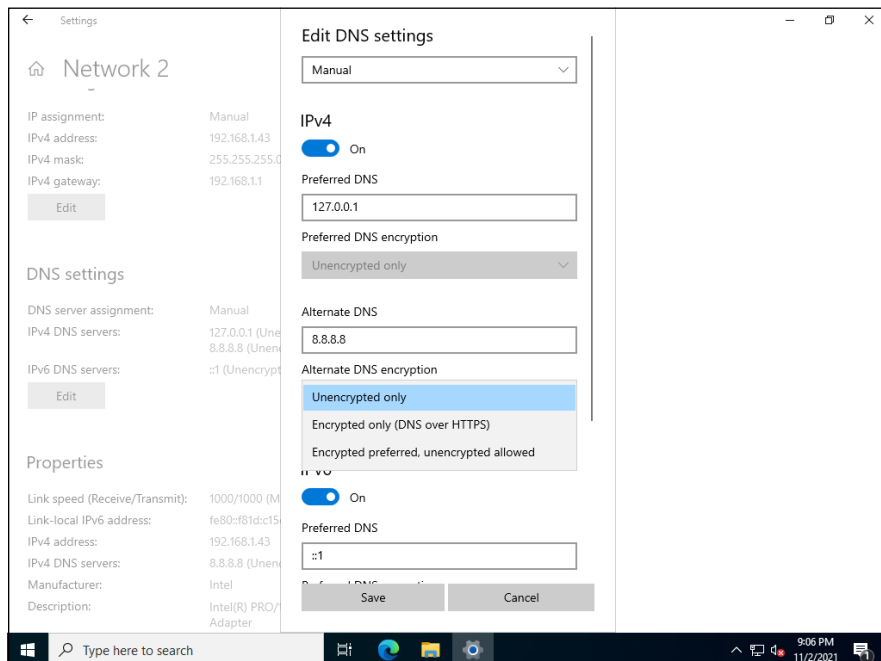 Settings
Network 2
IP assignment: Manual
IPv4 address: 192.168.1.43
IPv4 mask: 255.255.255.0
IPv4 gateway: 192.168.1.1
Edit
DNS settings
DNS server assignment: Manual
IPv4 DNS servers: 127.0.0.1 (Une
8.8.8.8 (Unen
IPv6 DNS servers: ::1 (Unencrypt
Edit
Properties
Link speed (Receive/Transmit): 1000/1000 (M
Link-local IPv6 address: fe80::f81d:c15
IPv4 address: 192.168.1.43
IPv4 DNS servers: 8.8.8.8 (Unen
Manufacturer: Intel
Description: Intel(R) PRO/
Adapter
Edit DNS settings
Manual
IPv4
On
Preferred DNS
127.0.0.1
Preferred DNS encryption
Unencrypted only
Alternate DNS
8.8.8.8
Alternate DNS encryption
Unencrypted only
Encrypted only (DNS over HTTPS)
Encrypted preferred, unencrypted allowed
IPv6
On
Preferred DNS
::1
Save
Cancel
Type here to search
9:06 PM
11/2/2021
1